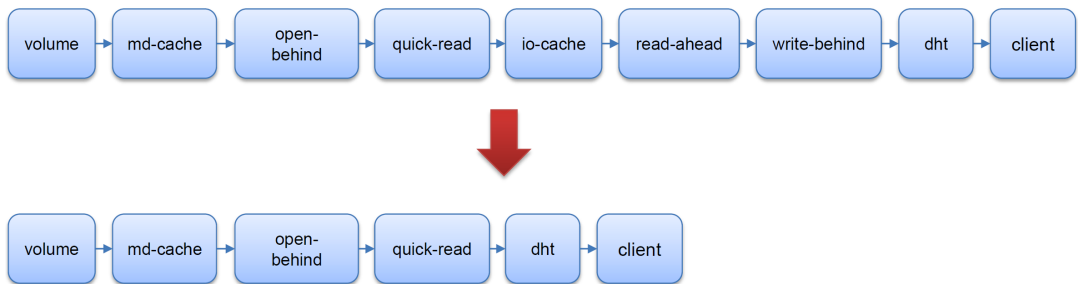 volume
md-cache
open-
behind
quick-read
io-cache
read-ahead
write-behind
dht
client
volume
md-cache
open-
behind
quick-read
dht
client